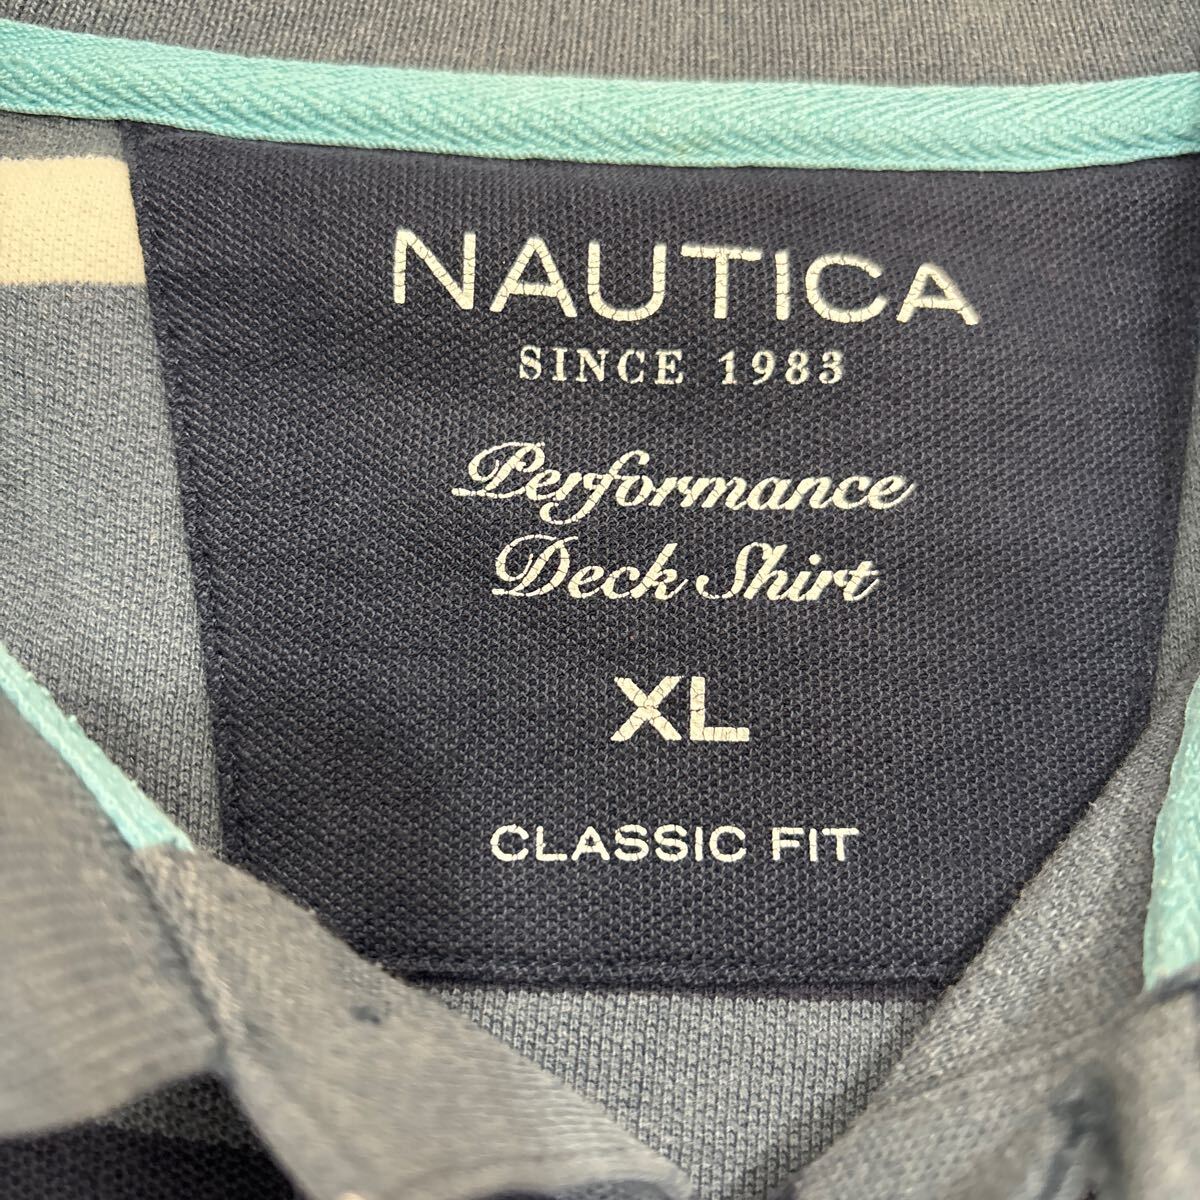 NAUTICA
SINCE 1983
Performance
Deck Shirt
XL
CLASSIC FIT